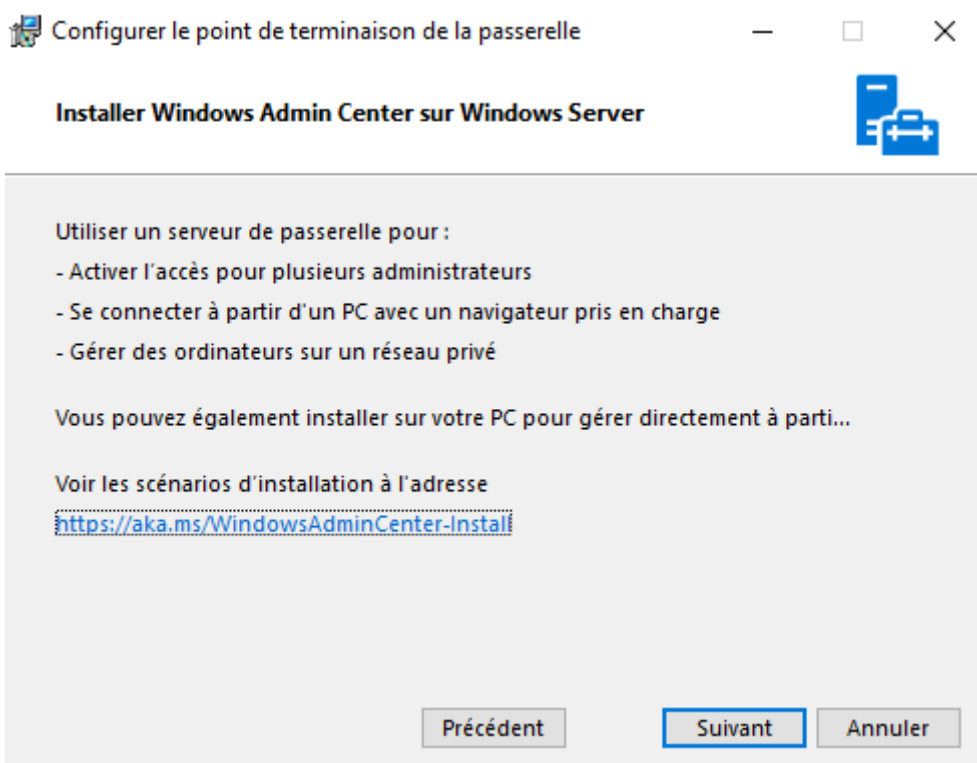 Configurer le point de terminaison de la passerelle
Installer Windows Admin Center sur Windows Server
Utiliser un serveur de passerelle pour :
- Activer l'accès pour plusieurs administrateurs
- Se connecter à partir d'un PC avec un navigateur pris en charge
- Gérer des ordinateurs sur un réseau privé
Vous pouvez également installer sur votre PC pour gérer directement à parti...
Voir les scénarios d'installation à l'adresse
https://aka.ms/WindowsAdminCenter-Install
Précédent Suivant Annuler